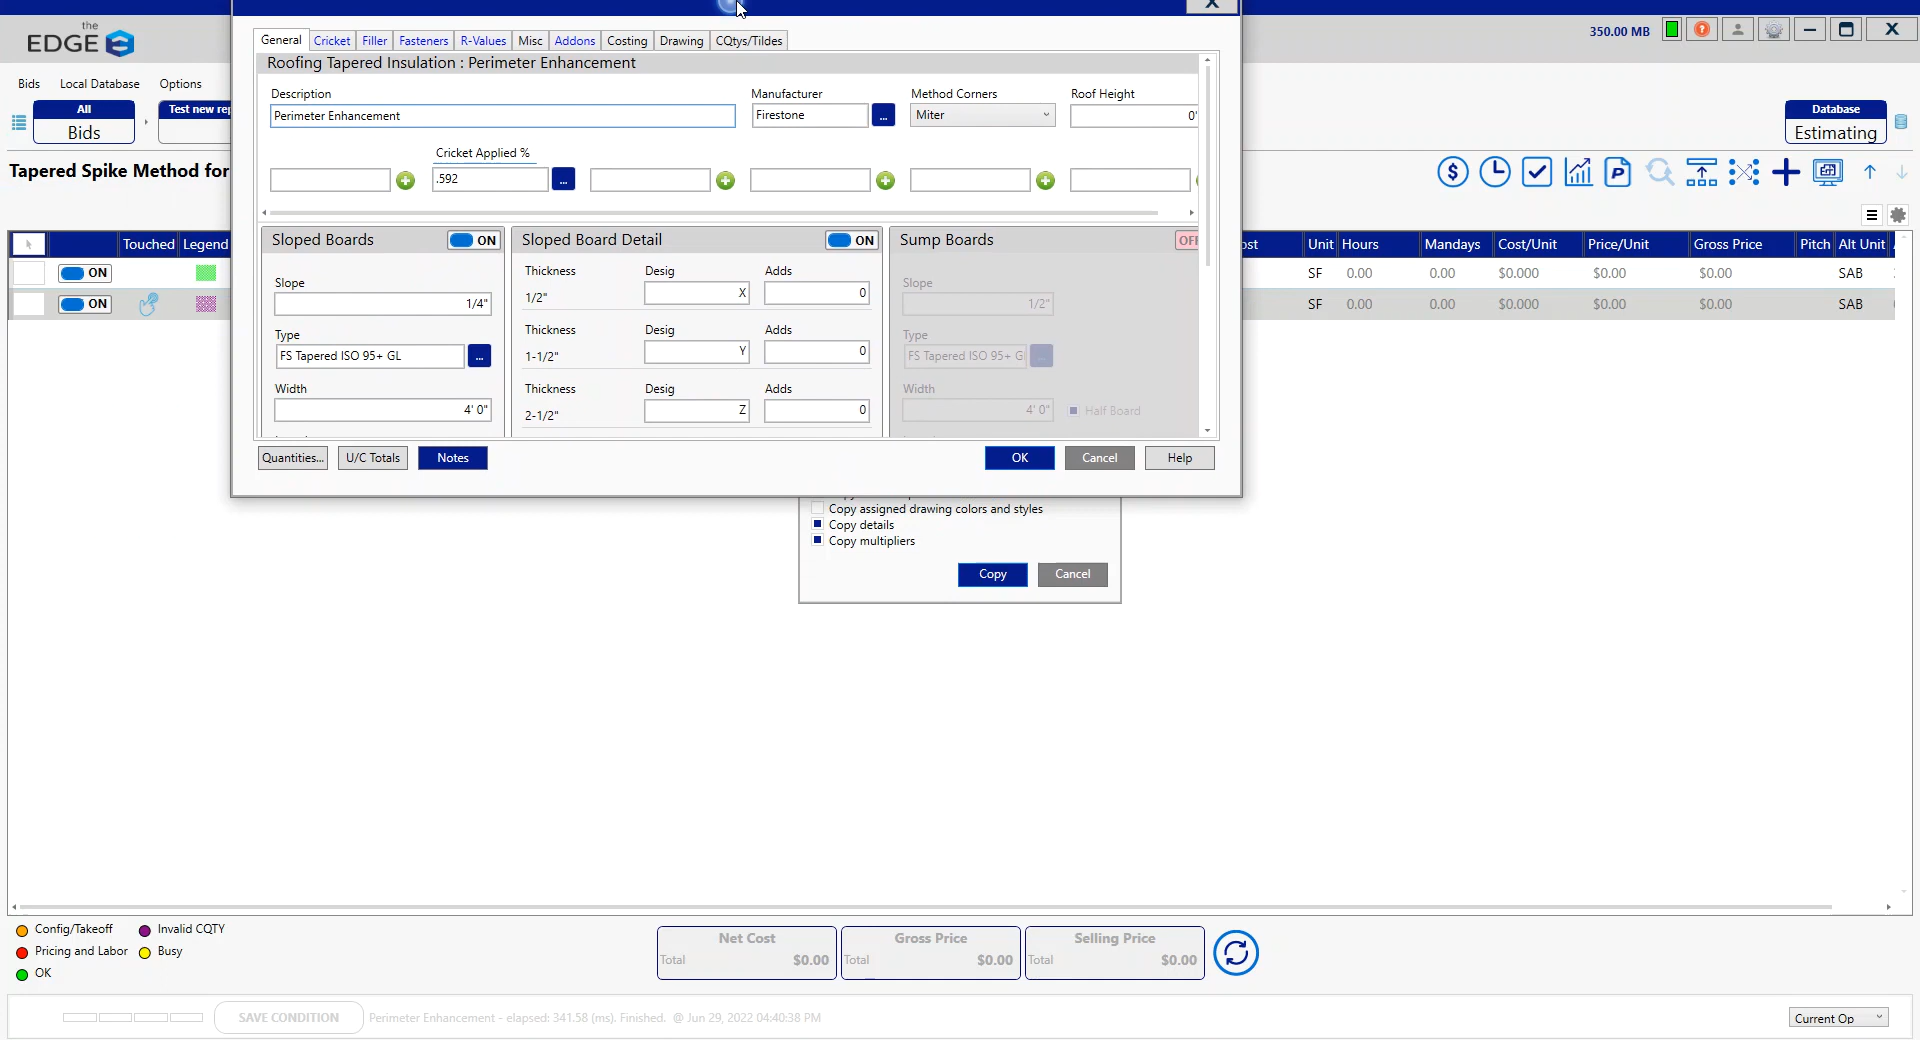 the
EDGE
350.00 MB
X
X
General Cricket Filler Fasteners R-Values Misc Addons Costing Drawing CQtys/Tildes
Roofing Tapered Insulation : Perimeter Enhancement
Bids Local Database Options
Description Manufacturer Method Corners Roof Height
Perimeter Enhancement Firestone ... Miter 0'
All
Bids
Test new rep
Database
Estimating
Cricket Applied %
.592 ...
Tapered Spike Method for
Sloped Boards ON Sloped Board Detail ON Sump Boards OFF
Touched Legend ost Unit Hours Mandays Cost/Unit Price/Unit Gross Price Pitch Alt Unit
ON SF 0.00 0.00 $0.000 $0.00 $0.00 SAB
ON SF 0.00 0.00 $0.000 $0.00 $0.00 SAB
Slope
1/4"
Type
FS Tapered ISO 95+ GL ...
Width
4' 0"
Thickness Desig Adds
1/2" X 0
Thickness Desig Adds
1-1/2" Y 0
Thickness Desig Adds
2-1/2" Z 0
Slope
1/2"
Type
FS Tapered ISO 95+ G ...
Width
4' 0" Half Board
Quantities... U/C Totals Notes OK Cancel Help
Copy assigned drawing colors and styles
Copy details
Copy multipliers
Copy Cancel
Config/Takeoff Invalid CQTY
Pricing and Labor Busy
OK
Net Cost
Total $0.00
Gross Price
Total $0.00
Selling Price
Total $0.00
SAVE CONDITION Perimeter Enhancement - elapsed: 341.58 (ms). Finished. @ Jun 29, 2022 04:40:38 PM Current Op